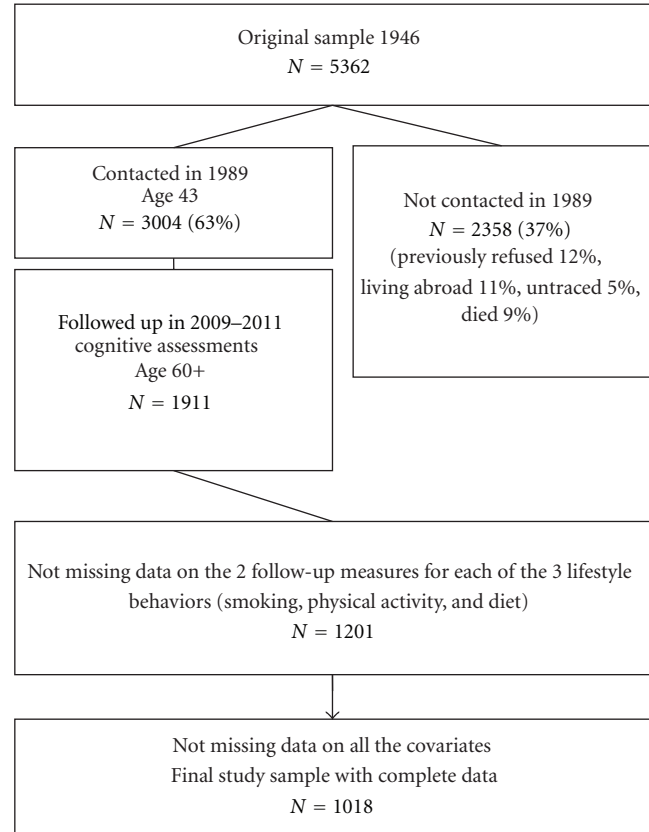 Original sample 1946
N = 5362
Contacted in 1989
Age 43
N = 3004 (63%)
Not contacted in 1989
N = 2358 (37%)
(previously refused 12%,
living abroad 11%, untraced 5%,
died 9%)
Followed up in 2009–2011
cognitive assessments
Age 60+
N = 1911
Not missing data on the 2 follow-up measures for each of the 3 lifestyle
behaviors (smoking, physical activity, and diet)
N = 1201
Not missing data on all the covariates
Final study sample with complete data
N = 1018